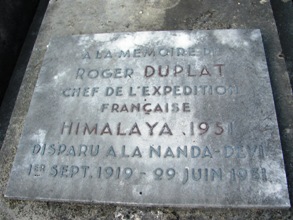 A LA MEMOIRE DE
ROGER DUPLAT
CHEF DE L'EXPEDITION
FRANÇAISE
HIMALAYA . 1951
DISPARU A LA NANDA-DEVI
1ER SEPT. 1919 - 29 JUIN 1951